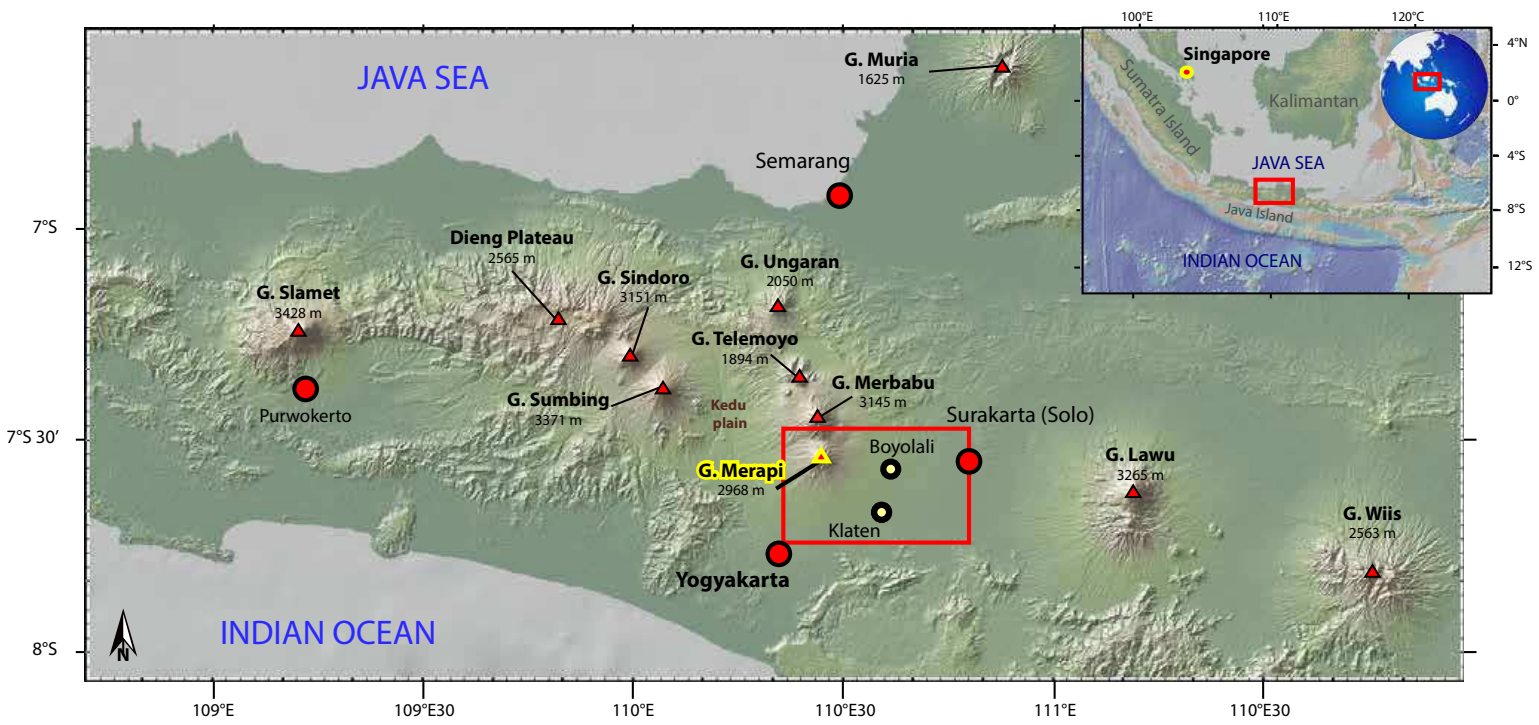 100°E
110°E
120°C
JAVA SEA
G. Muria
1625 m
Singapore
4°N
Sumatra Island
Kalimantan
0°
Semarang
JAVA SEA
4°S
7°S
Java Island
8°S
Dieng Plateau
2565 m
G. Sindoro
3151 m
G. Ungaran
2050 m
INDIAN OCEAN
12°S
G. Slamet
3428 m
G. Telemoyo
1894 m
G. Merbabu
3145 m
G. Sumbing
3371 m
Kedu
plain
Purwokerto
Surakarta (Solo)
7°S 30’
Boyolali
G. Merapi
2968 m
G. Lawu
3265 m
Klaten
G. Wiis
2563 m
Yogyakarta
INDIAN OCEAN
N
8°S
109°E
109°E30
110°E
110°E30
111°E
110°E30